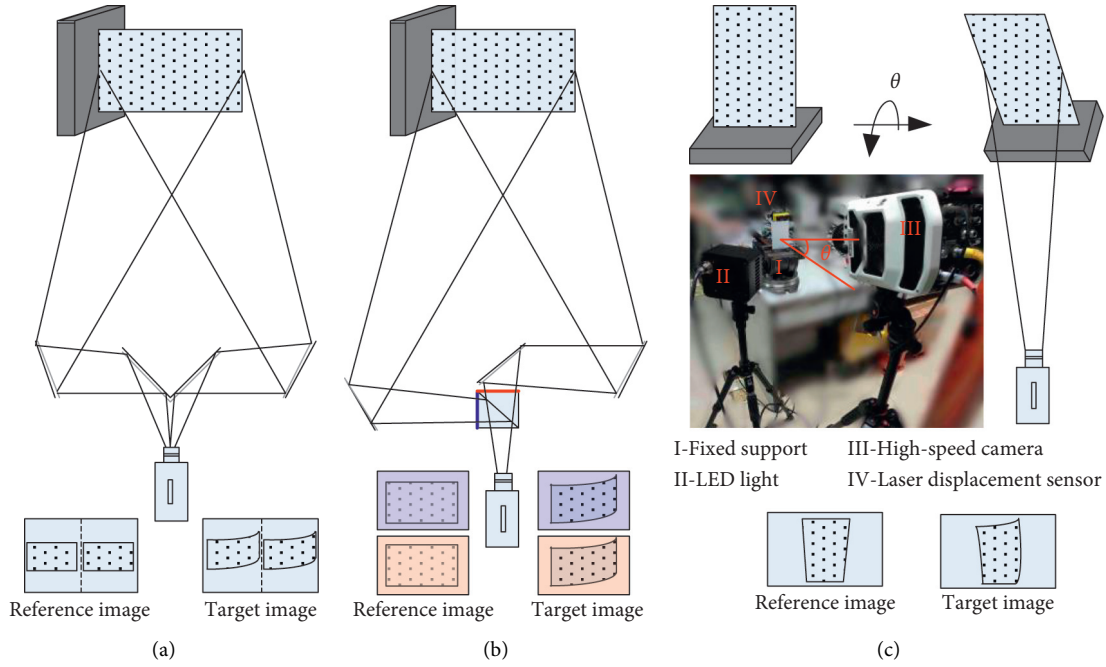 θ
IV
III
II
I
θ
I-Fixed support
III-High-speed camera
II-LED light
IV-Laser displacement sensor
Reference image
Target image
Reference image
Target image
Reference image
Target image
(a)
(b)
(c)